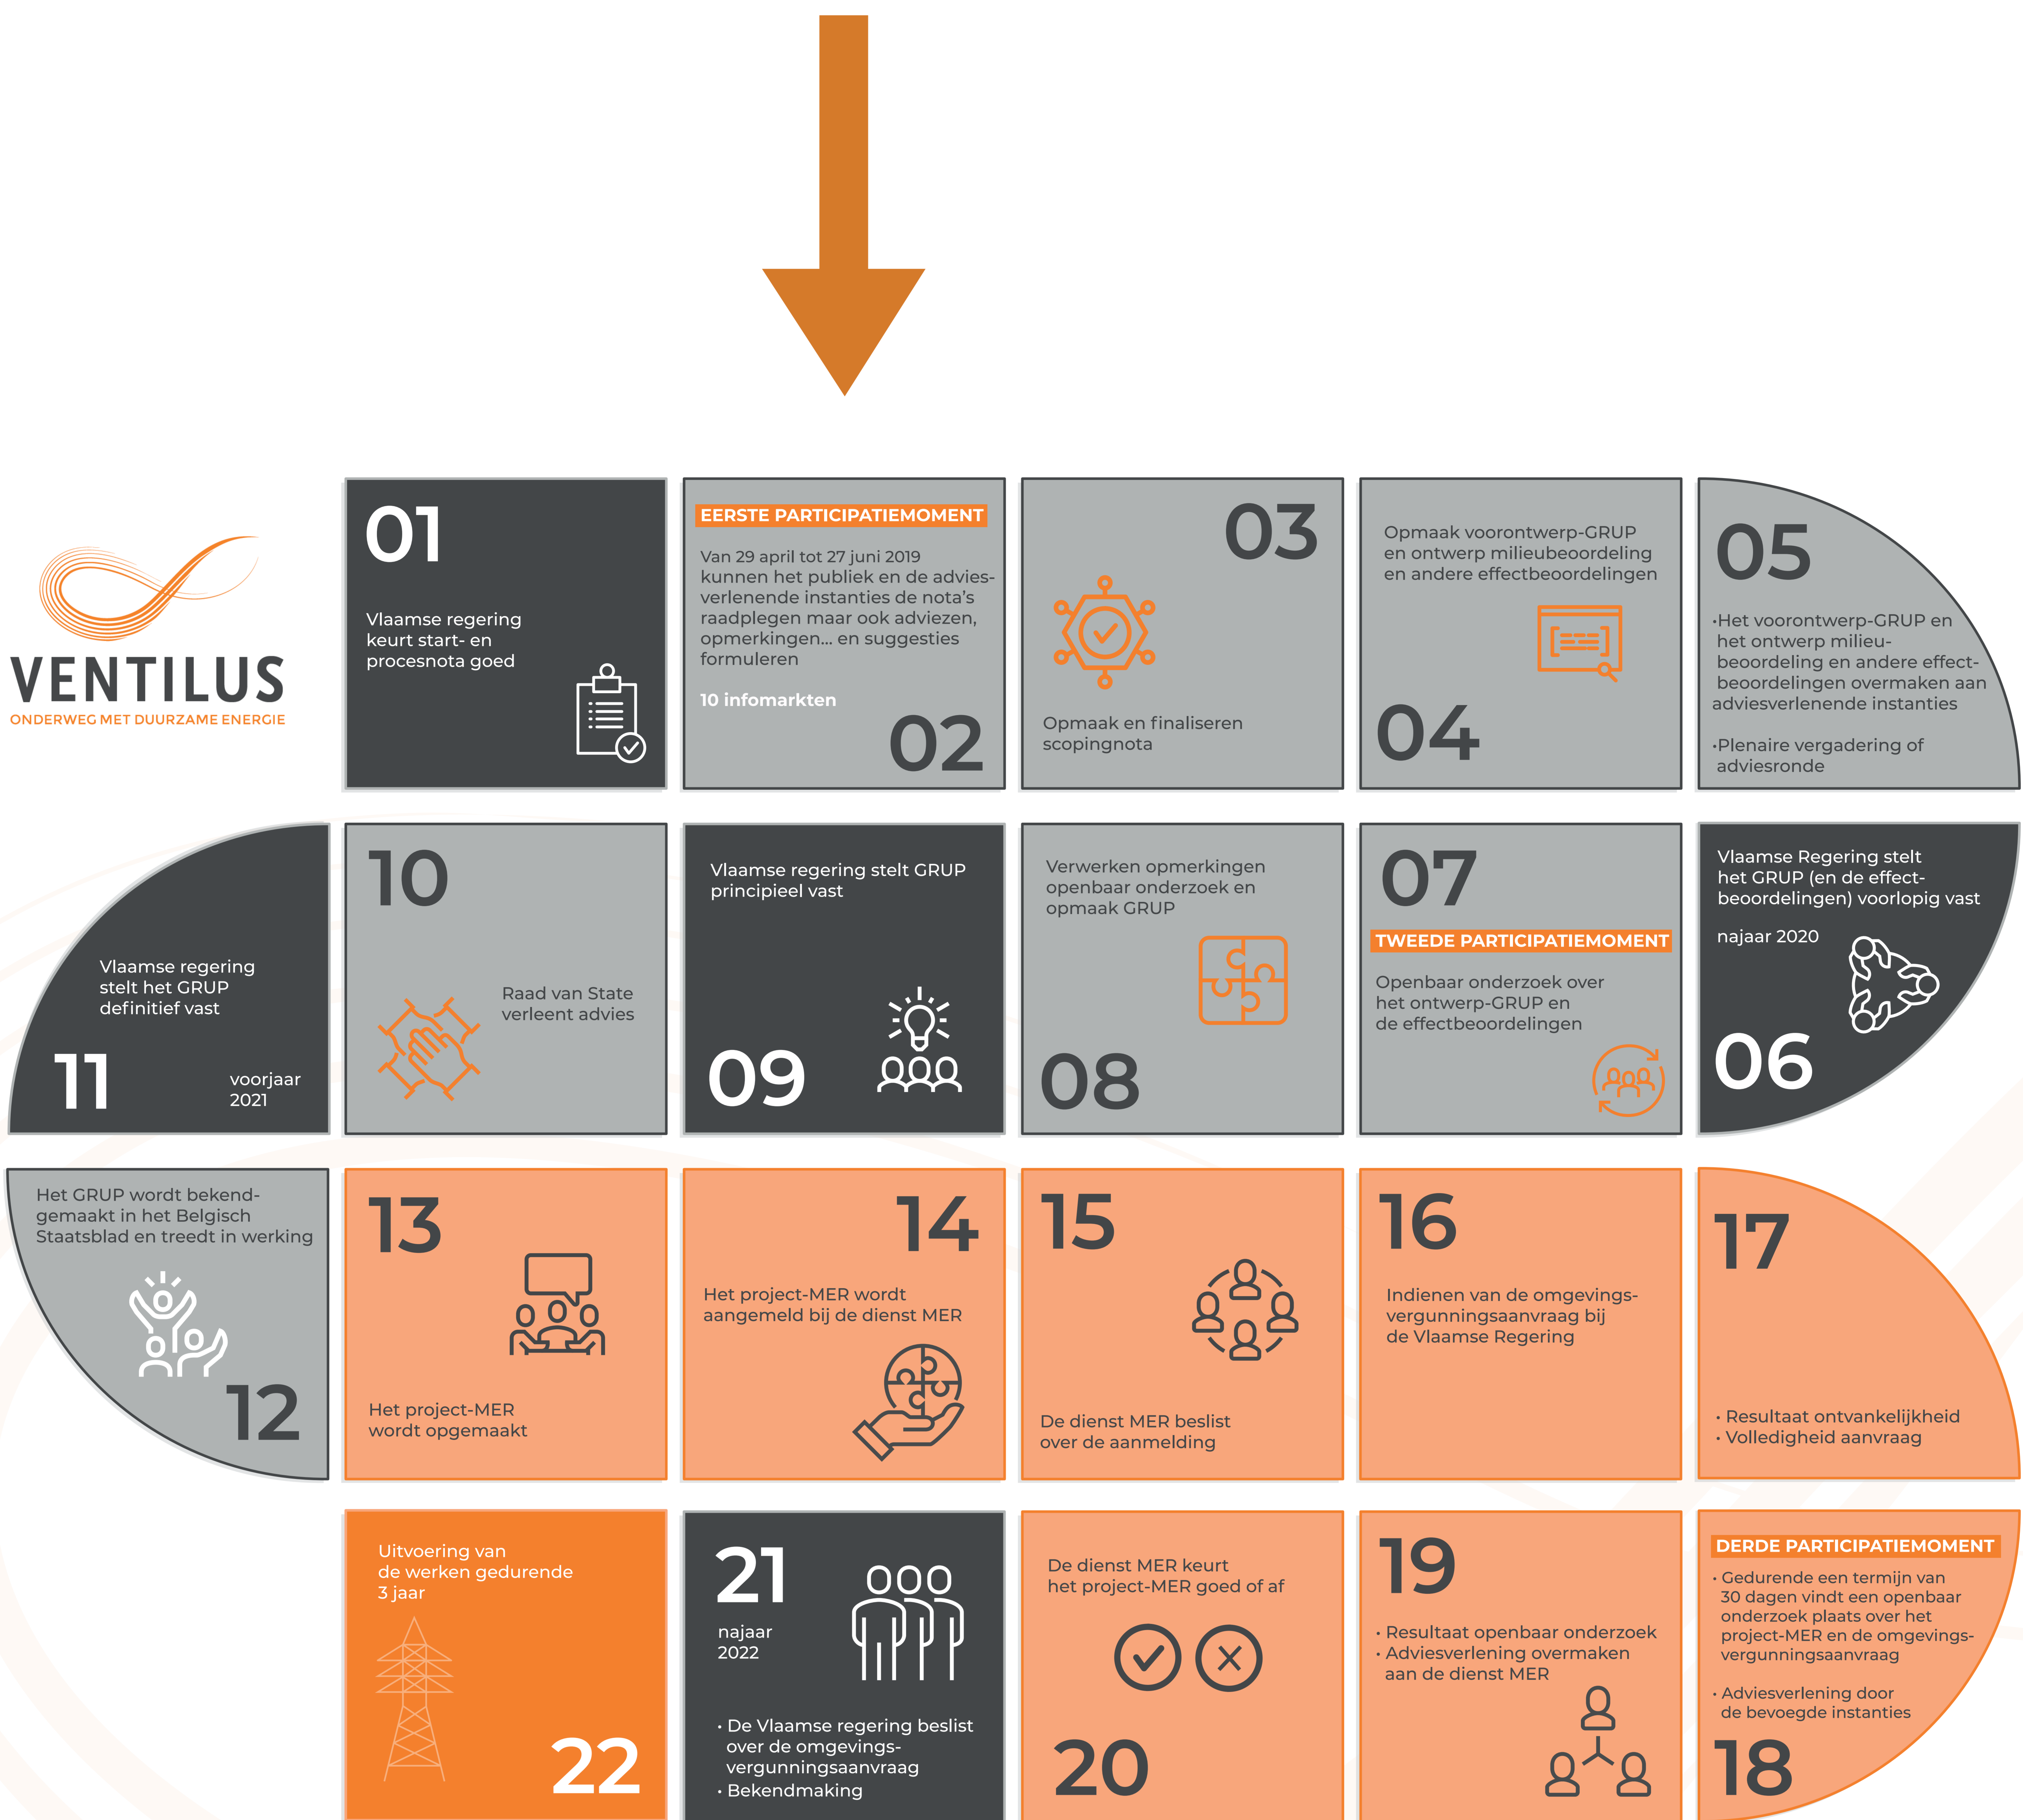 VENTILUS
ONDERWEG MET DUURZAME ENERGIE
01
Vlaamse regering
keurt start- en
procesnota goed
EERSTE PARTICIPATIEMOMENT
Van 29 april tot 27 juni 2019
kunnen het publiek en de advies-
verlenende instanties de nota's
raadplegen maar ook adviezen,
opmerkingen... en suggesties
formuleren
10 infomarkten
02
03
Opmaak en finaliseren
scopingnota
Opmaak voorontwerp-GRUP
en ontwerp milieubeoordeling
en andere effectbeoordelingen
04
05
•Het voorontwerp-GRUP en
het ontwerp milieu-
beoordeling en andere effect-
beoordelingen overmaken aan
adviesverlenende instanties
•Plenaire vergadering of
adviesronde
Vlaamse Regering stelt
het GRUP (en de effect-
beoordelingen) voorlopig vast
najaar 2020
06
07
TWEEDE PARTICIPATIEMOMENT
Openbaar onderzoek over
het ontwerp-GRUP en
de effectbeoordelingen
Verwerken opmerkingen
openbaar onderzoek en
opmaak GRUP
08
Vlaamse regering stelt GRUP
principieel vast
09
10
Raad van State
verleent advies
Vlaamse regering
stelt het GRUP
definitief vast
11
voorjaar
2021
Het GRUP wordt bekend-
gemaakt in het Belgisch
Staatsblad en treedt in werking
12
13
Het project-MER
wordt opgemaakt
14
Het project-MER wordt
aangemeld bij de dienst MER
15
De dienst MER beslist
over de aanmelding
16
Indienen van de omgevings-
vergunningsaanvraag bij
de Vlaamse Regering
17
• Resultaat ontvankelijkheid
• Volledigheid aanvraag
DERDE PARTICIPATIEMOMENT
• Gedurende een termijn van
30 dagen vindt een openbaar
onderzoek plaats over het
project-MER en de omgevings-
vergunningsaanvraag
• Adviesverlening door
de bevoegde instanties
18
19
• Resultaat openbaar onderzoek
• Adviesverlening overmaken
aan de dienst MER
De dienst MER keurt
het project-MER goed of af
20
21
najaar
2022
• De Vlaamse regering beslist
over de omgevings-
vergunningsaanvraag
• Bekendmaking
Uitvoering van
de werken gedurende
3 jaar
22